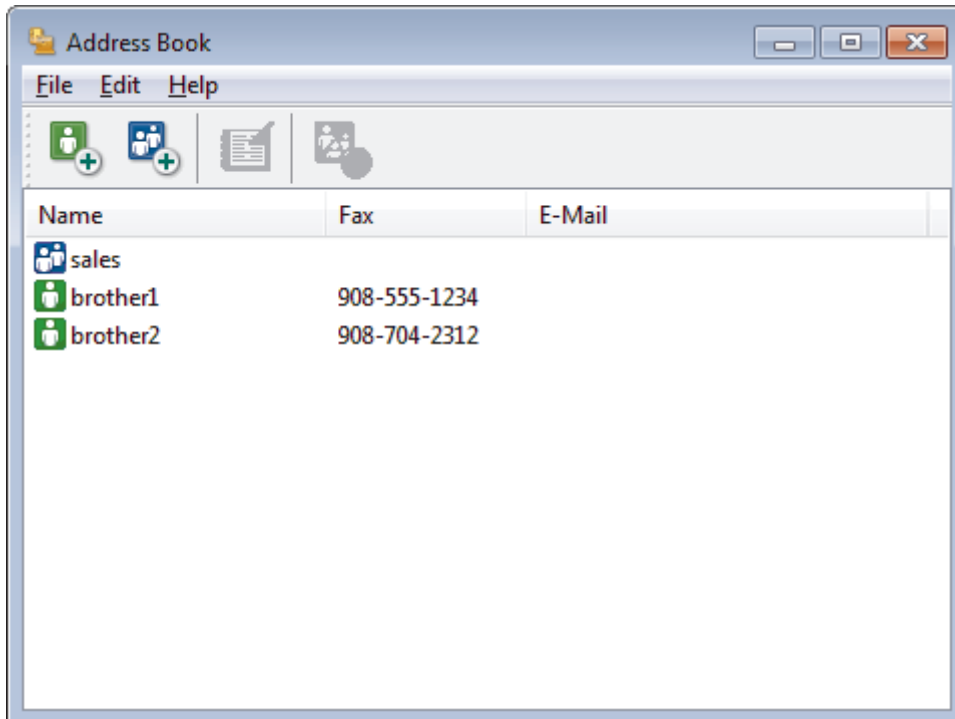 Address Book
File Edit Help
Name Fax E-Mail
sales
brother1 908-555-1234
brother2 908-704-2312